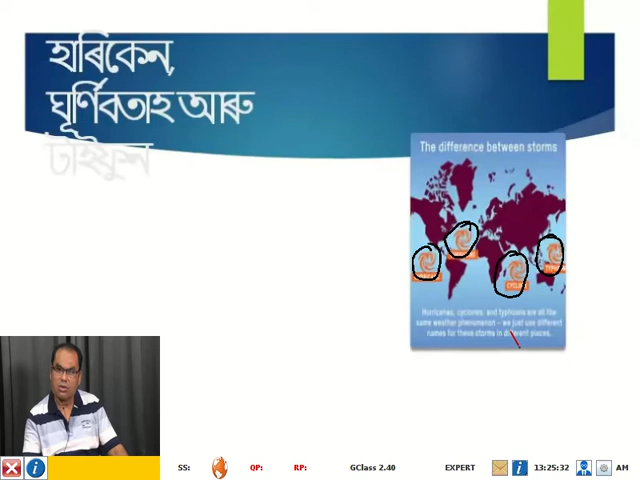 হাৰিকেন,
ঘূৰ্ণিবতাহ আৰু
টাইফুন
The difference between storms
CYCLONE
Hurricanes, cyclones, and typhoons are all the
same weather phenomenon – we just use different
names for these storms in different places.
SS: QP: RP: GClass 2.40 EXPERT 13:25:32 AM